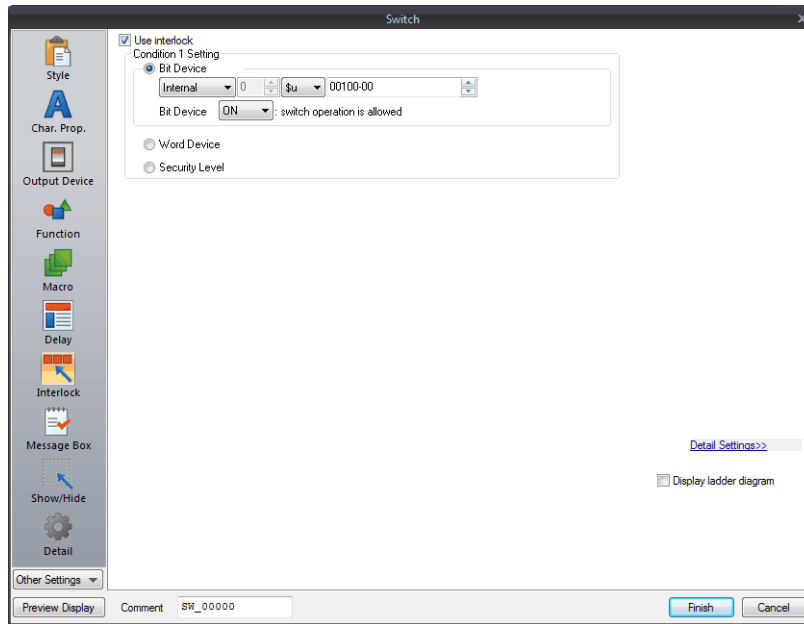 Switch
Style
Char. Prop.
Output Device
Function
Macro
Delay
Interlock
Message Box
Show/Hide
Detail
Other Settings
Preview Display
Use interlock
Condition 1 Setting
Bit Device
Internal 0 $u 00100-00
Bit Device ON : switch operation is allowed
Word Device
Security Level
Detail Settings>>
Display ladder diagram
Comment SW_00000
Finish Cancel